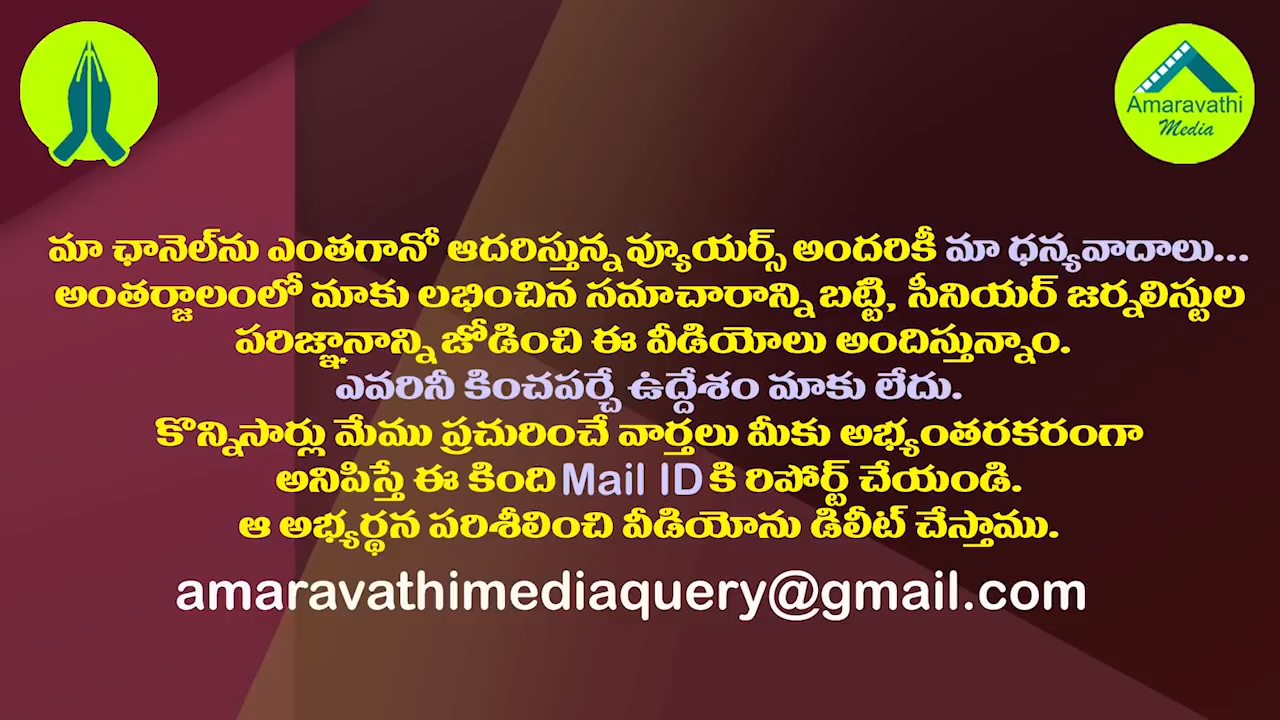 Amaravathi
Media
మా ఛానెల్‌ను ఎంతగానో ఆదరిస్తున్న వ్యూయర్స్ అందరికీ మా ధన్యవాదాలు...
అంతర్జాలంలో మాకు లభించిన సమాచారాన్ని బట్టి, సీనియర్ జర్నలిస్టుల
పరిజ్ఞానాన్ని జోడించి ఈ వీడియోలు అందిస్తున్నాం.
ఎవరినీ కించపర్చే ఉద్దేశం మాకు లేదు.
కొన్నిసార్లు మేము ప్రచురించే వార్తలు మీకు అభ్యంతరకరంగా
అనిపిస్తే ఈ కింది Mail ID కి రిపోర్ట్ చేయండి.
ఆ అభ్యర్థన పరిశీలించి వీడియోను డిలీట్ చేస్తాము.
amaravathimediaquery@gmail.com